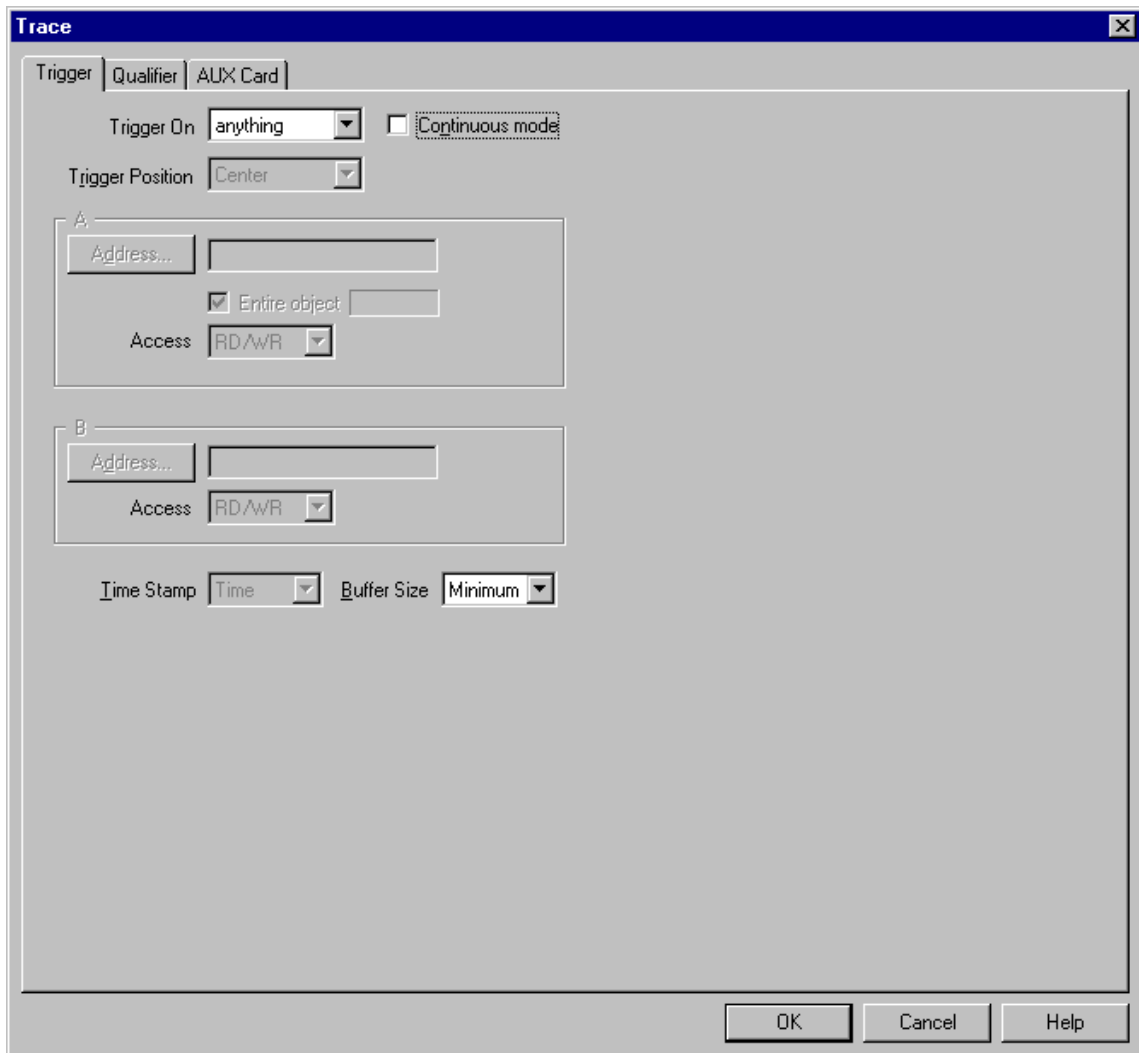 Trace
Trigger Qualifier AUX Card
Trigger On anything Continuous mode
Trigger Position Center
A
Address...
Entire object
Access RD/WR
B
Address...
Access RD/WR
Time Stamp Time Buffer Size Minimum
OK Cancel Help